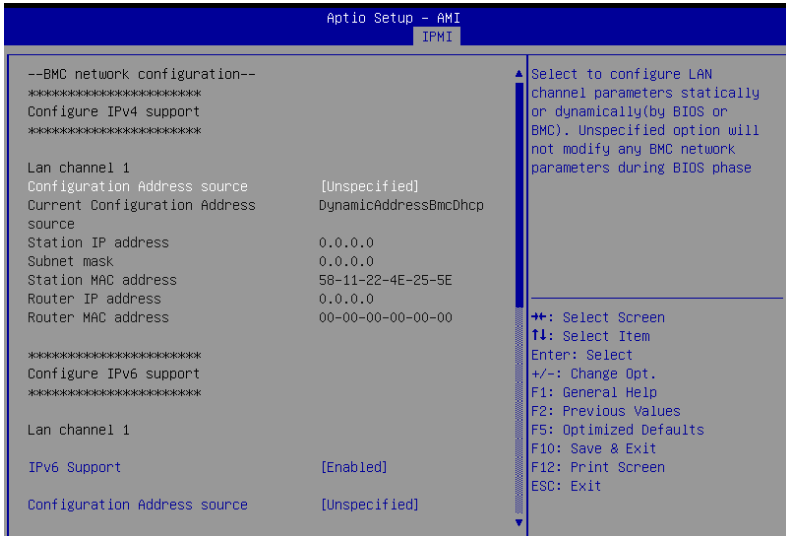 Aptio Setup – AMI
IPMI
--BMC network configuration--
***********************
Configure IPv4 support
***********************
Lan channel 1
Configuration Address source [Unspecified]
Current Configuration Address DynamicAddressBmcDhcp
source
Station IP address 0.0.0.0
Subnet mask 0.0.0.0
Station MAC address 58-11-22-4E-25-5E
Router IP address 0.0.0.0
Router MAC address 00-00-00-00-00-00
***********************
Configure IPv6 support
***********************
Lan channel 1
IPv6 Support [Enabled]
Configuration Address source [Unspecified]
Select to configure LAN
channel parameters statically
or dynamically(by BIOS or
BMC). Unspecified option will
not modify any BMC network
parameters during BIOS phase
→←: Select Screen
↑↓: Select Item
Enter: Select
+/-: Change Opt.
F1: General Help
F2: Previous Values
F5: Optimized Defaults
F10: Save & Exit
F12: Print Screen
ESC: Exit